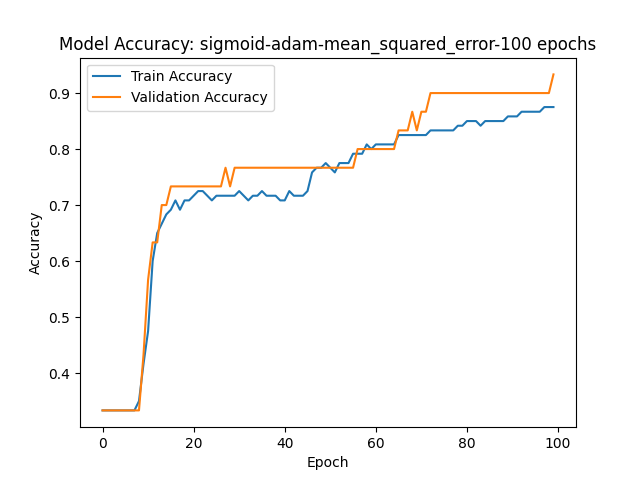 Model Accuracy: sigmoid-adam-mean_squared_error-100 epochs
Train Accuracy
Validation Accuracy
0.9
0.8
0.7
0.6
0.5
0.4
Accuracy
0 20 40 60 80 100
Epoch